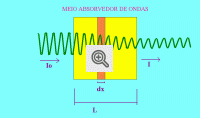 MEIO ABSORVEDOR DE ONDAS
Io
I
dx
L